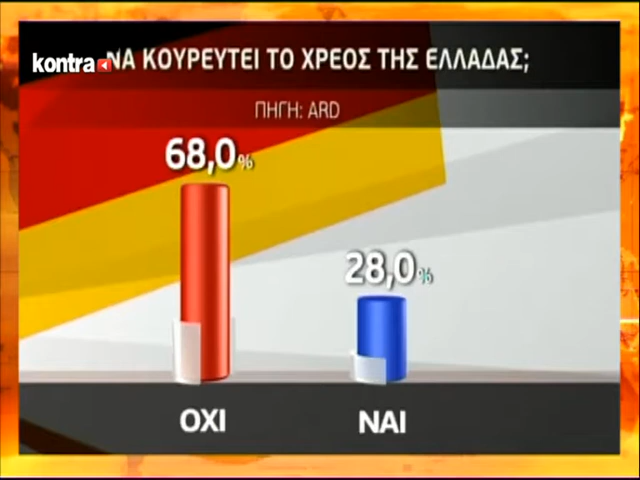 kontra
ΝΑ ΚΟΥΡΕΥΤΕΙ ΤΟ ΧΡΕΟΣ ΤΗΣ ΕΛΛΑΔΑΣ;
ΠΗΓΗ: ARD
68,0%
28,0%
ΟΧΙ
ΝΑΙ